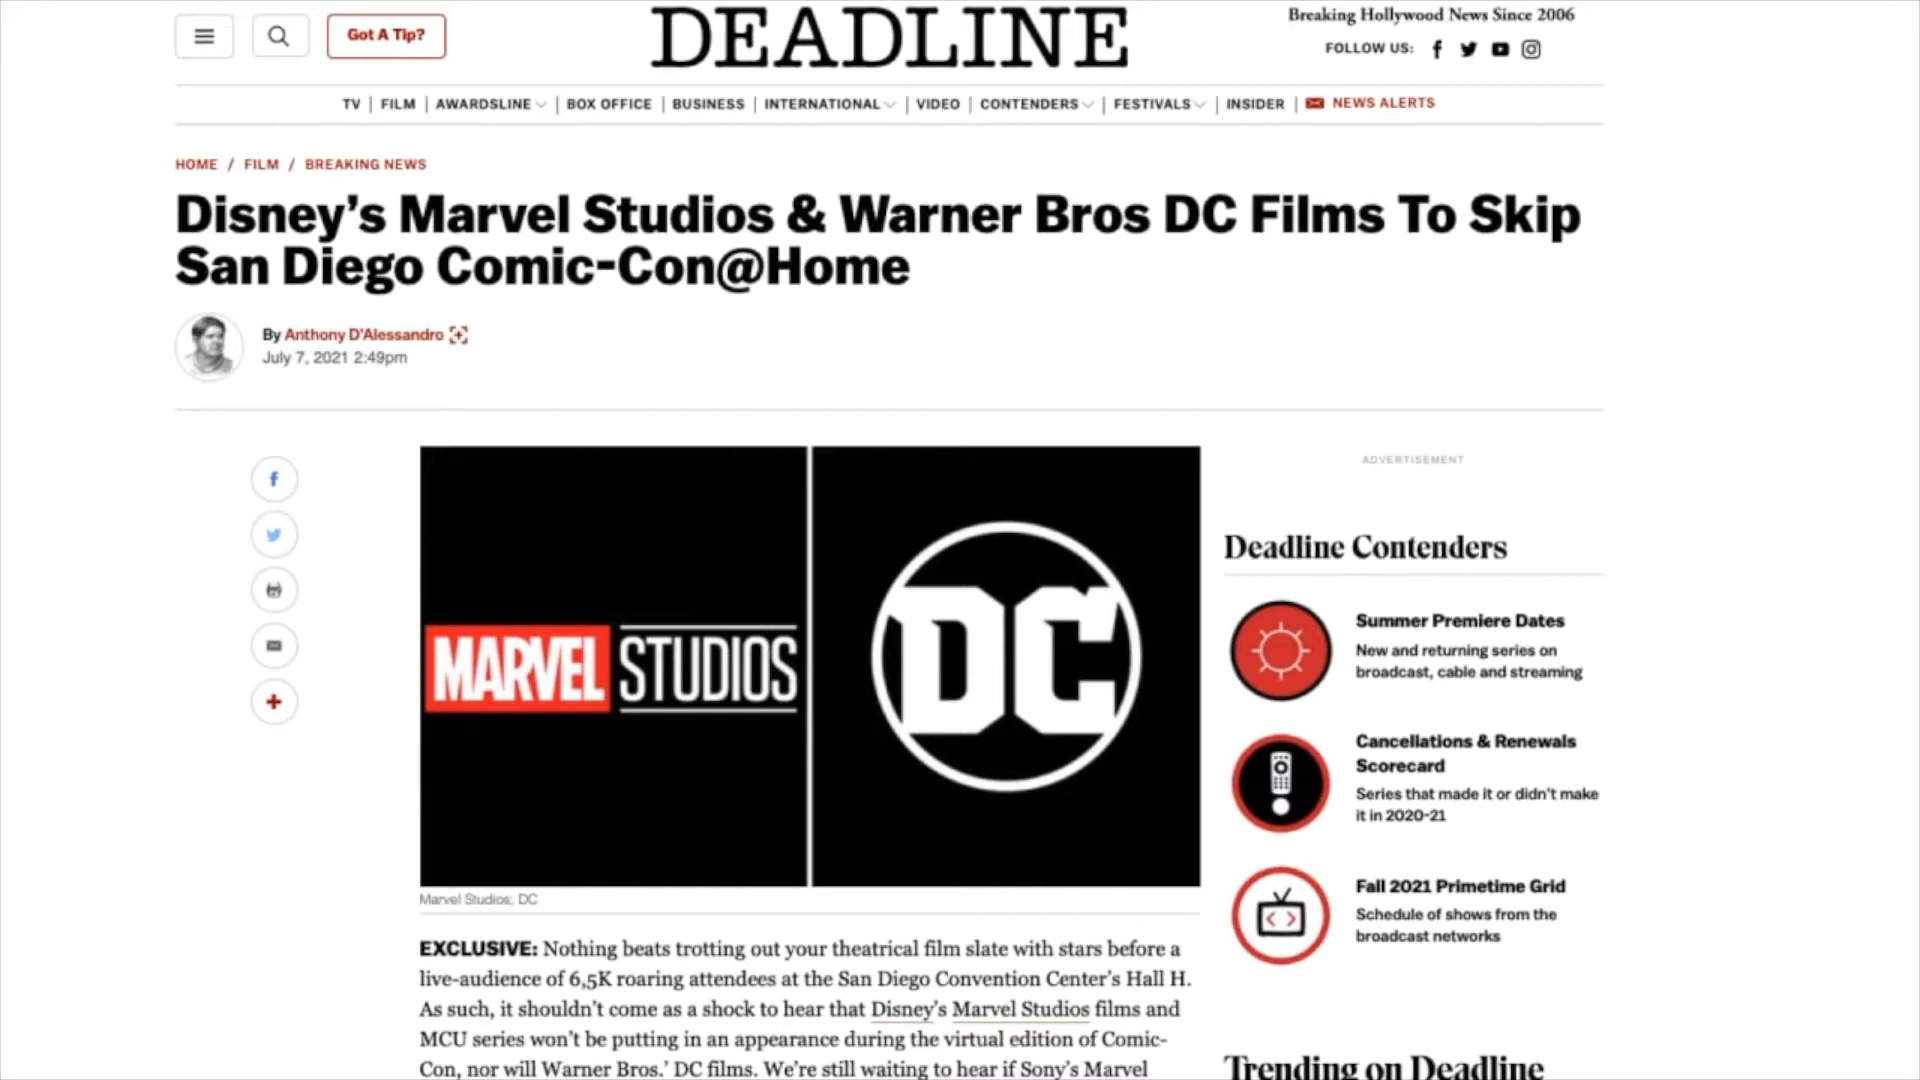 Got A Tip?
DEADLINE
Breaking Hollywood News Since 2006
FOLLOW US:
TV | FILM | AWARDSLINE | BOX OFFICE | BUSINESS | INTERNATIONAL | VIDEO | CONTENDERS | FESTIVALS | INSIDER | NEWS ALERTS
HOME / FILM / BREAKING NEWS
Disney's Marvel Studios & Warner Bros DC Films To Skip
San Diego Comic-Con@Home
By Anthony D'Alessandro
July 7, 2021 2:49pm
MARVEL STUDIOS
DC
Marvel Studios; DC
EXCLUSIVE: Nothing beats trotting out your theatrical film slate with stars before a
live-audience of 6,5K roaring attendees at the San Diego Convention Center's Hall H.
As such, it shouldn't come as a shock to hear that Disney's Marvel Studios films and
MCU series won't be putting in an appearance during the virtual edition of Comic-
Con, nor will Warner Bros.' DC films. We're still waiting to hear if Sony's Marvel
ADVERTISEMENT
Deadline Contenders
Summer Premiere Dates
New and returning series on
broadcast, cable and streaming
Cancellations & Renewals
Scorecard
Series that made it or didn't make
it in 2020-21
Fall 2021 Primetime Grid
Schedule of shows from the
broadcast networks
Trending on Deadline